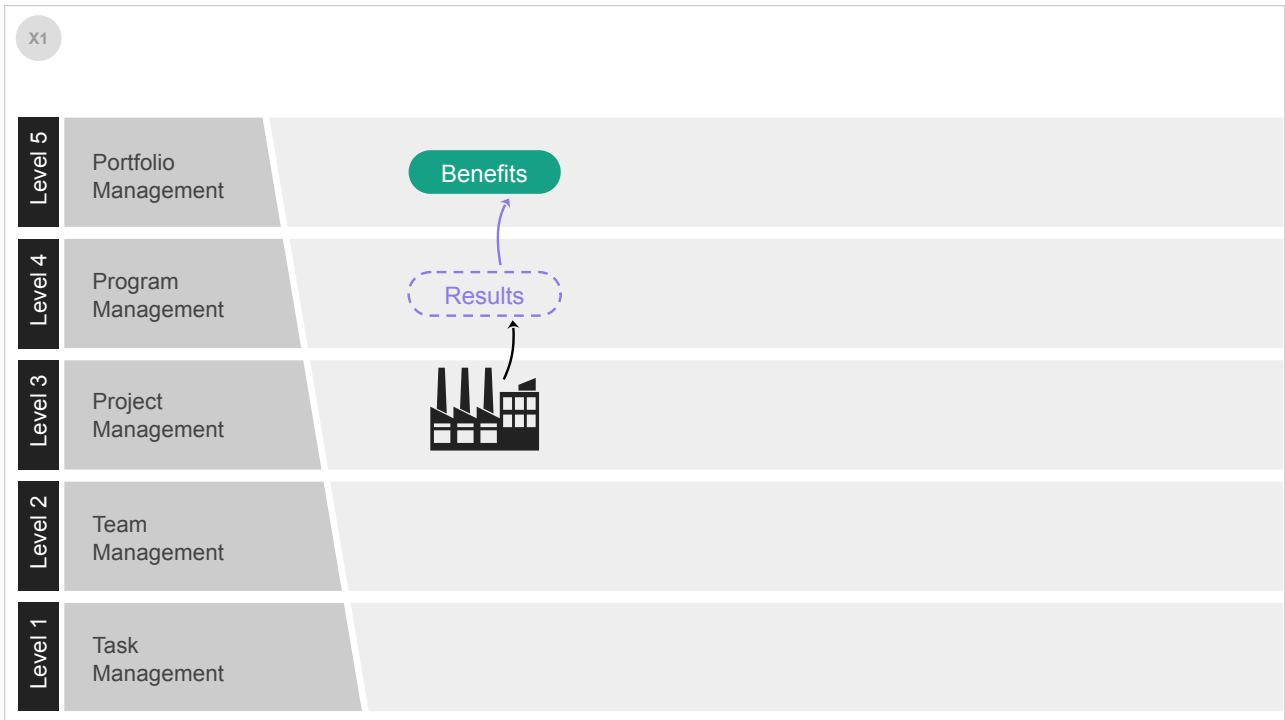 X1
Level 5
Portfolio
Management
Benefits
Level 4
Program
Management
Results
Level 3
Project
Management
Level 2
Team
Management
Level 1
Task
Management